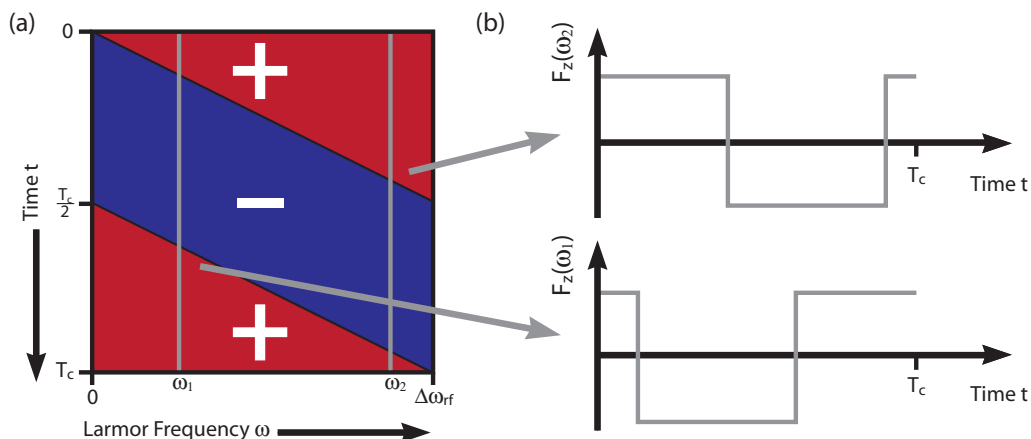 (a)
0
+
−
+
T_c/2
T_c
Time t
0
ω₁
ω₂
Δω_rf
Larmor Frequency ω
(b)
F_z(ω₂)
T_c
Time t
F_z(ω₁)
T_c
Time t